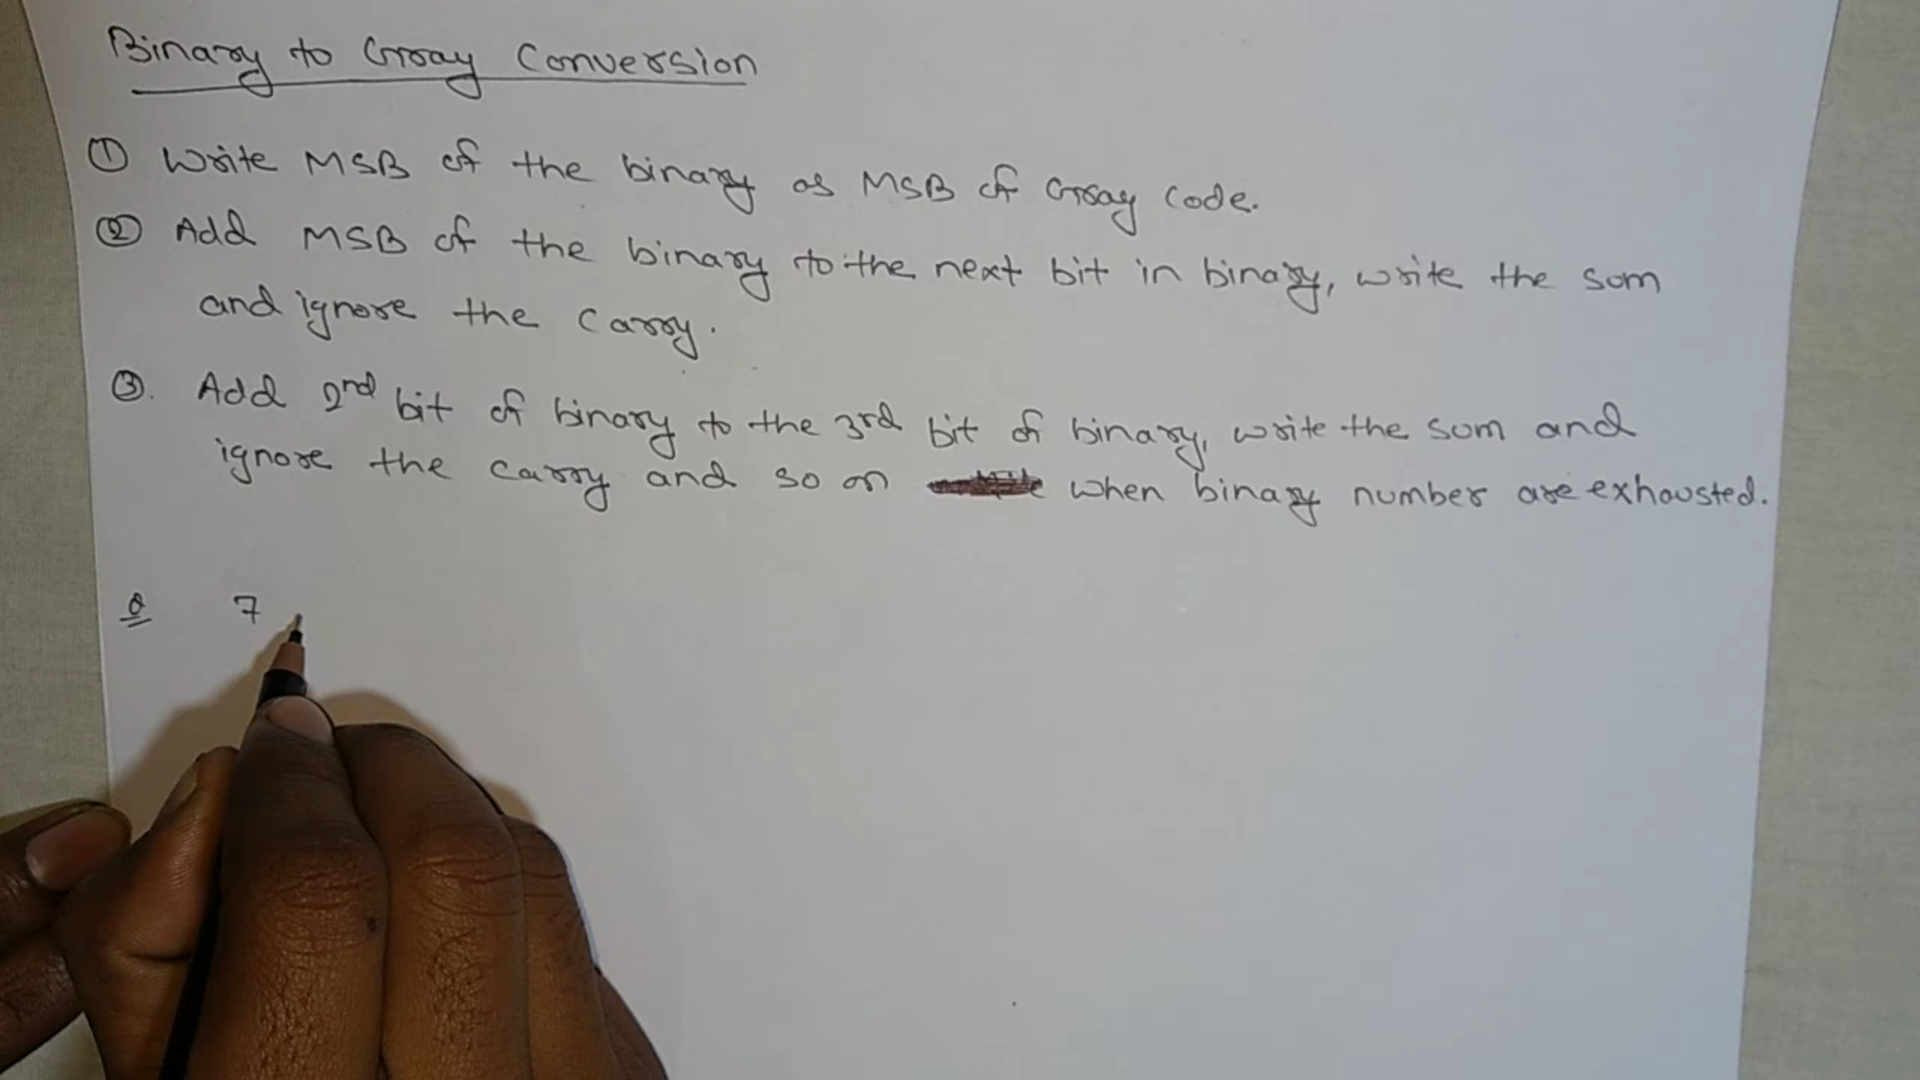 Binary to Gray Conversion
① Write MSB of the binary as MSB of Gray Code.
② Add MSB of the binary to the next bit in binary, write the sum
and ignore the carry.
③. Add 2nd bit of binary to the 3rd bit of binary, write the sum and
ignore the carry and so on when binary number are exhausted.
Q 7